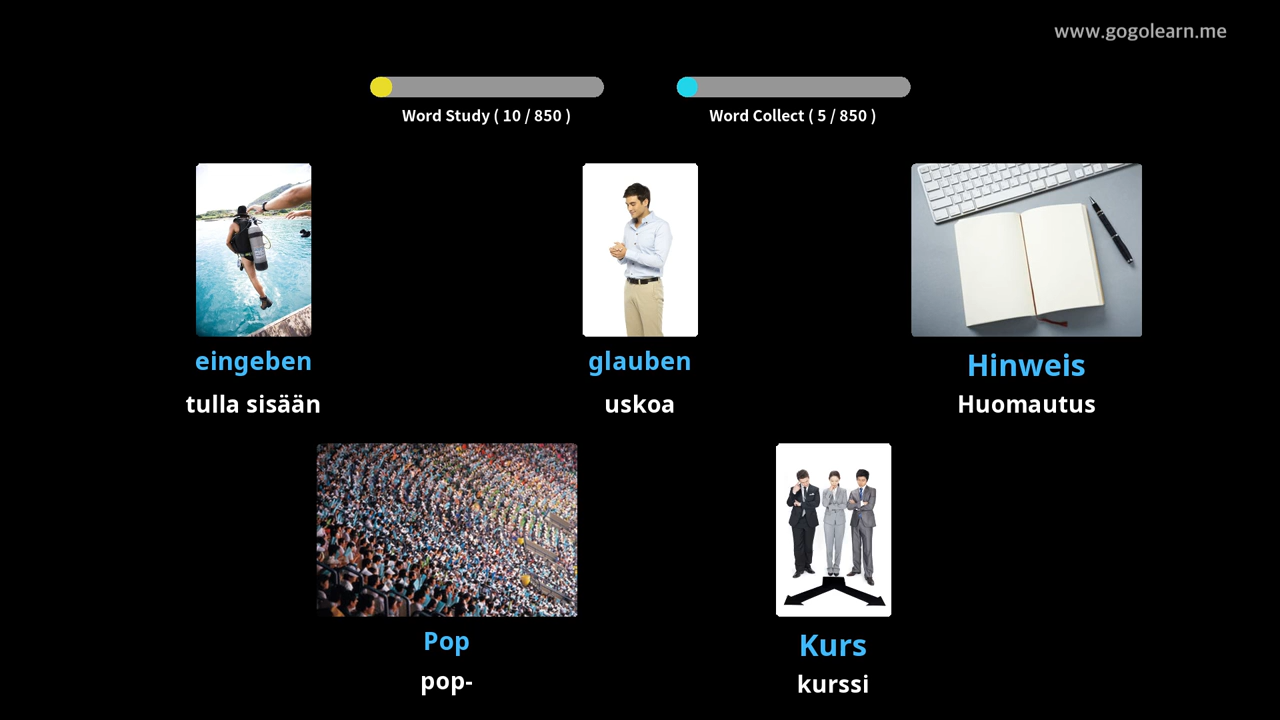 www.gogolearn.me
Word Study ( 10 / 850 )
Word Collect ( 5 / 850 )
eingeben
glauben
Hinweis
tulla sisään
uskoa
Huomautus
Pop
Kurs
pop-
kurssi